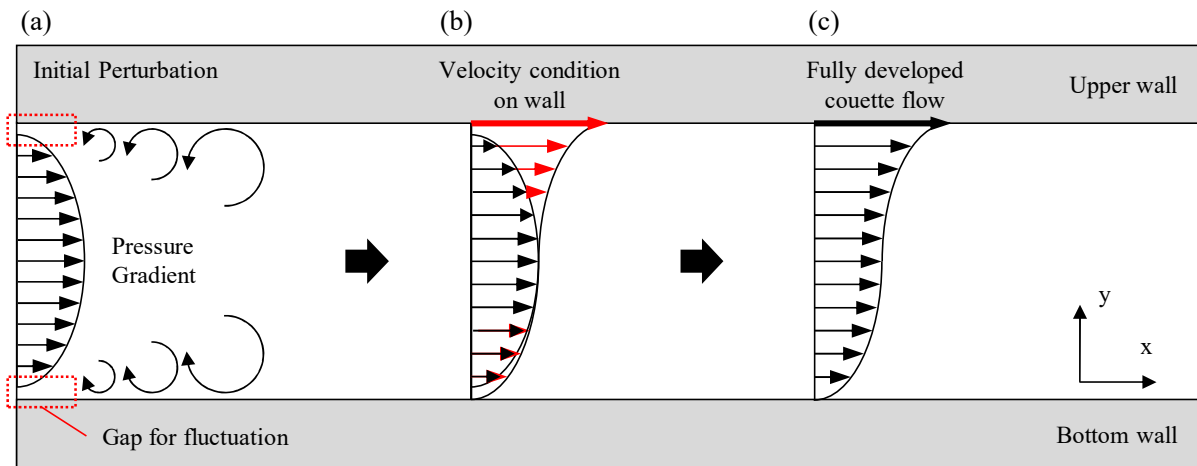 (a)
(b)
(c)
Initial Perturbation
Velocity condition
on wall
Fully developed
couette flow
Upper wall
Pressure
Gradient
y
x
Gap for fluctuation
Bottom wall